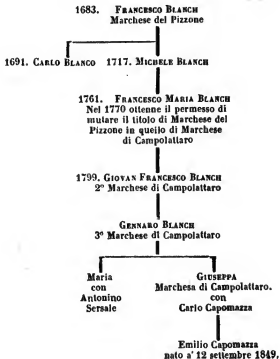 1683. FRANCESCO BLANCH
Marchese del Pizzone
1691. CARLO BLANCO 1717. MICHELE BLANCH
1761. FRANCESCO MARIA BLANCH
Nel 1770 ottenne il permesso di
mutare il titolo di Marchese del
Pizzone in quello di Marchese
di Campolattaro
1799. GIOVAN FRANCESCO BLANCH
2º Marchese di Campolattaro
GENNARO BLANCH
3º Marchese di Campolattaro
Maria
con
Antonino
Sersale
GIUSEPPA
Marchesa di Campolattaro.
con
Carlo Capomazza
Emilio Capomazza
nato a' 12 settembre 1849.